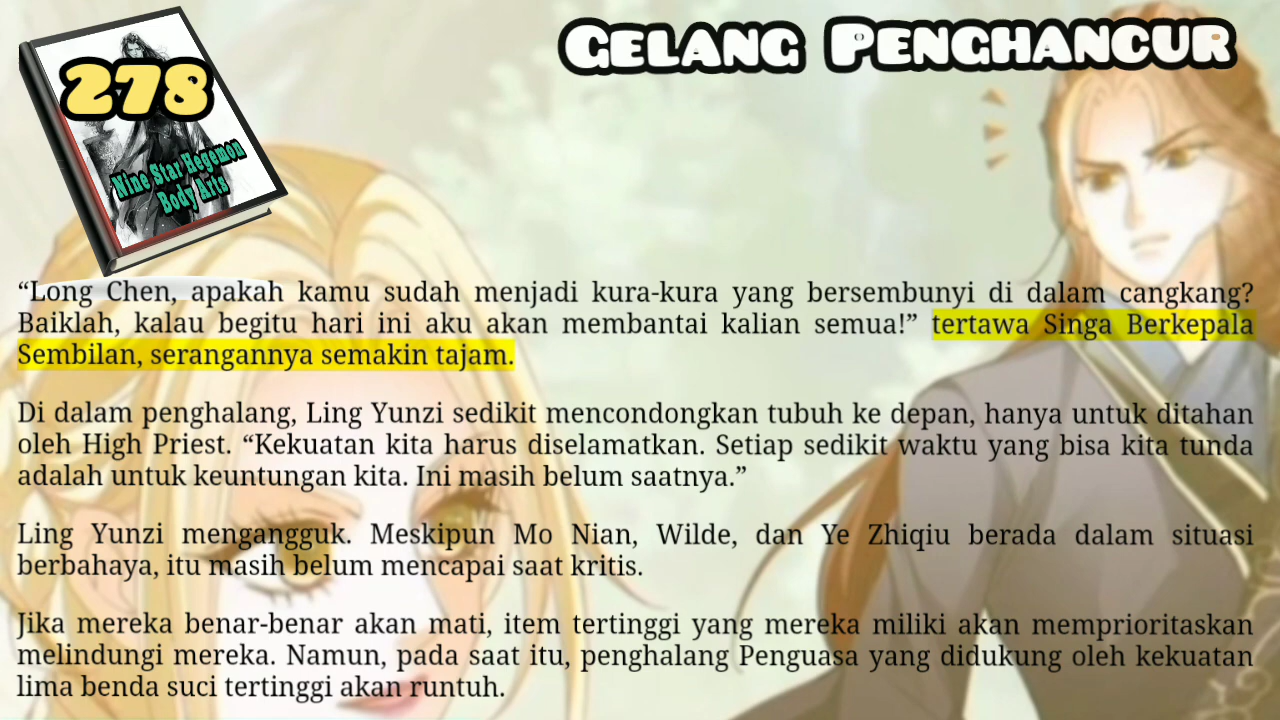 GELANG PENGHANCUR
278
Nine Star Hegemon
Body Arts
“Long Chen, apakah kamu sudah menjadi kura-kura yang bersembunyi di dalam cangkang?
Baiklah, kalau begitu hari ini aku akan membantai kalian semua!” tertawa Singa Berkepala
Sembilan, serangannya semakin tajam.
Di dalam penghalang, Ling Yunzi sedikit mencondongkan tubuh ke depan, hanya untuk ditahan
oleh High Priest. “Kekuatan kita harus diselamatkan. Setiap sedikit waktu yang bisa kita tunda
adalah untuk keuntungan kita. Ini masih belum saatnya.”
Ling Yunzi mengangguk. Meskipun Mo Nian, Wilde, dan Ye Zhiqiu berada dalam situasi
berbahaya, itu masih belum mencapai saat kritis.
Jika mereka benar-benar akan mati, item tertinggi yang mereka miliki akan memprioritaskan
melindungi mereka. Namun, pada saat itu, penghalang Penguasa yang didukung oleh kekuatan
lima benda suci tertinggi akan runtuh.